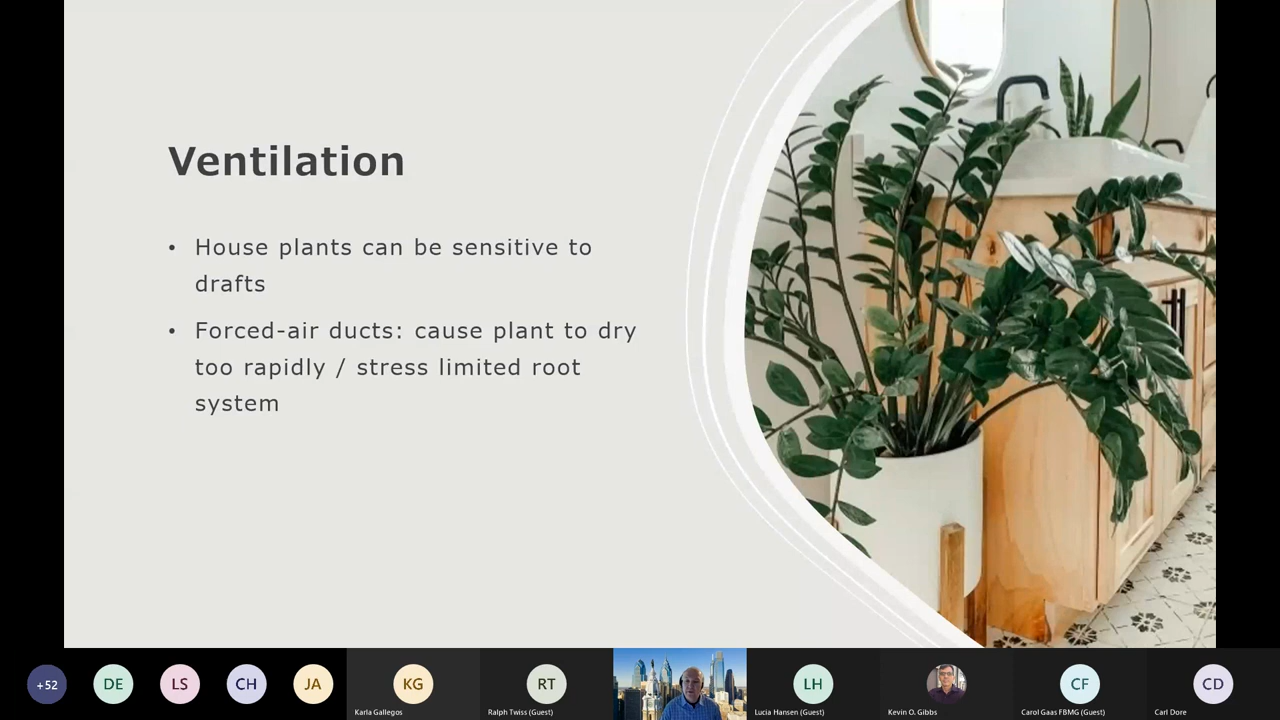 Ventilation
• House plants can be sensitive to
drafts
• Forced-air ducts: cause plant to dry
too rapidly / stress limited root
system
+52
DE
LS
CH
JA
KG
Karla Gallegos
RT
Ralph Twiss (Guest)
LH
Lucia Hansen (Guest)
Kevin O. Gibbs
CF
Carol Gaas FBMG (Guest)
CD
Carl Dore